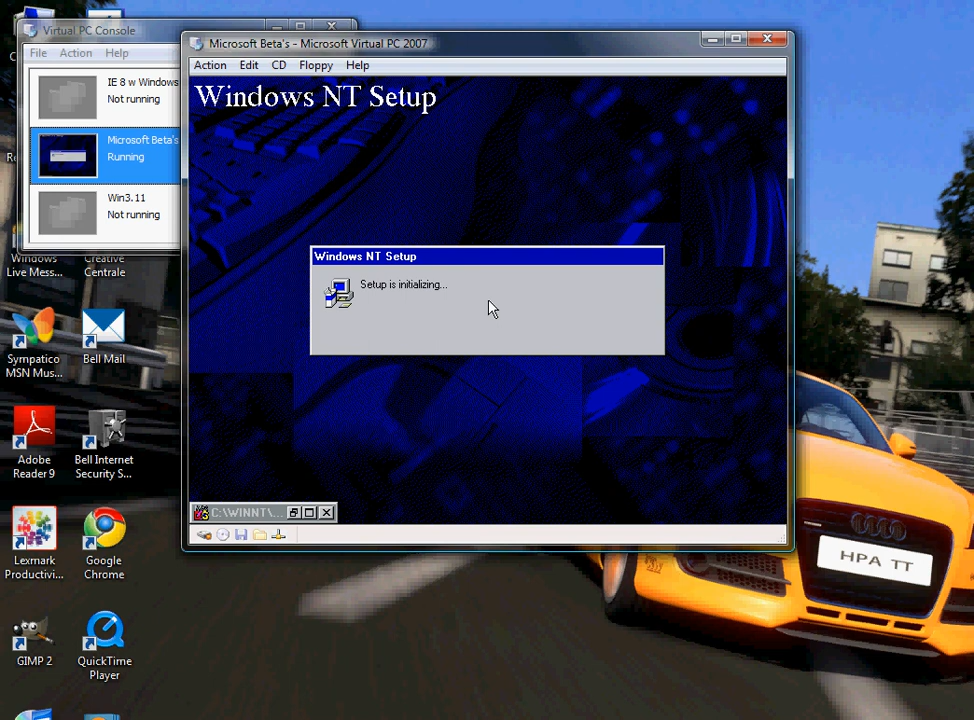 Virtual PC Console
File Action Help
IE 8 w Windows
Not running
Microsoft Beta's
Running
Win3.11
Not running
Microsoft Beta's - Microsoft Virtual PC 2007
Action Edit CD Floppy Help
Windows NT Setup
Windows NT Setup
Setup is initializing...
C:\WINNT\...
Windows
Live Mess...
Creative
Centrale
Sympatico
MSN Mus...
Bell Mail
Adobe
Reader 9
Bell Internet
Security S...
Lexmark
Productivi...
Google
Chrome
GIMP 2
QuickTime
Player
HPA TT